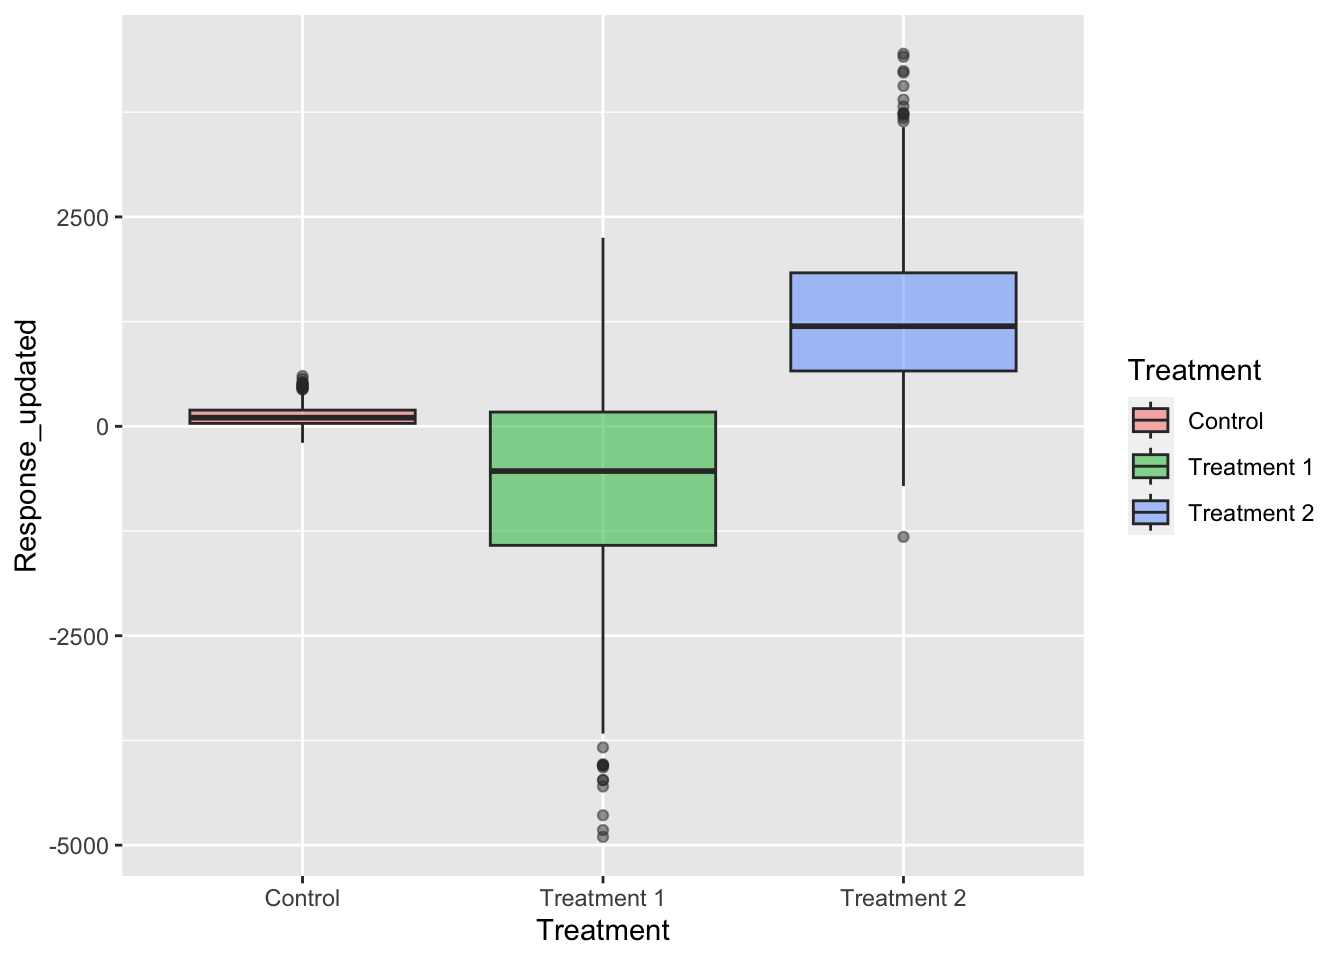 Response_updated
2500
0
-2500
-5000
Control
Treatment 1
Treatment 2
Treatment
Treatment
Control
Treatment 1
Treatment 2